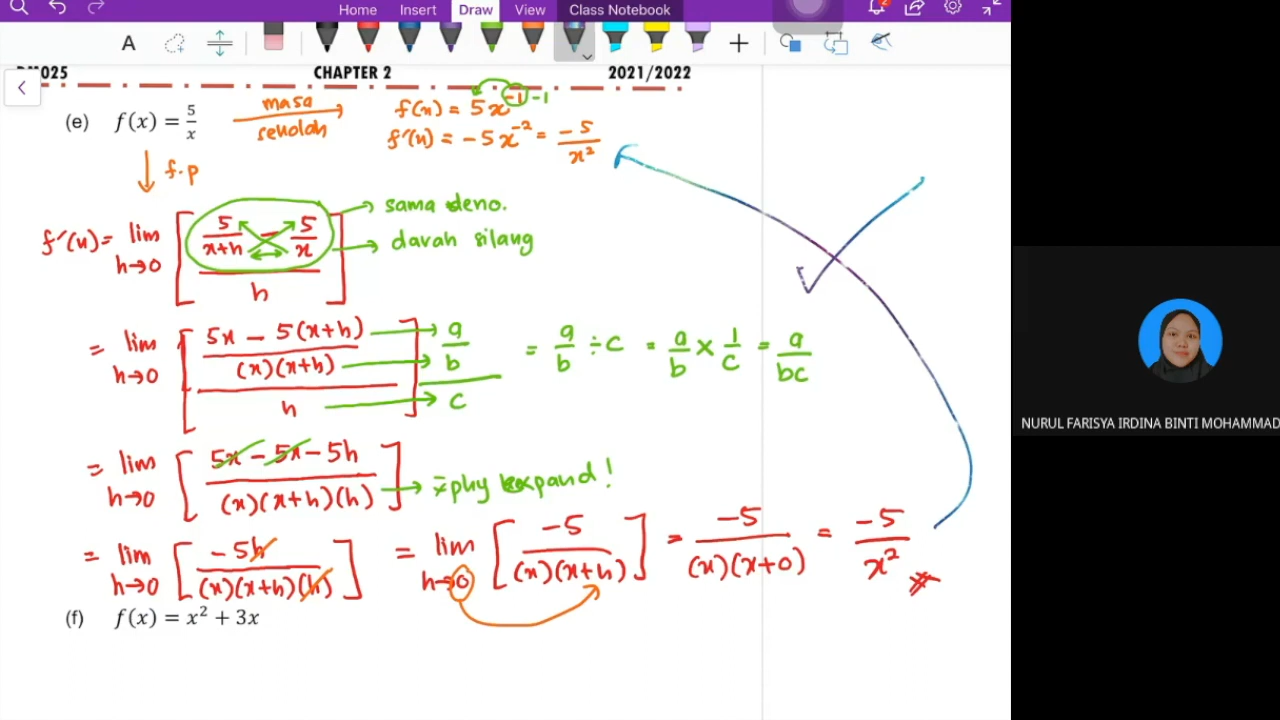 Home Insert Draw View Class Notebook
2
A
CHAPTER 2 2021/2022
(e) f(x) = 5/x
masa
sekolah
f(x) = 5x⁻¹ -1
f'(x) = -5x⁻² = -5/x²
↓ f.p
f'(x) = lim h→0 [ (5/(x+h) - 5/x) / h ]
→ sama deno.
→ darab silang
= lim h→0 [ ((5x - 5(x+h)) / ((x)(x+h))) / h ] → a/b / c = a/b ÷ c = a/b × 1/c = a/bc
= lim h→0 [ (5x - 5x - 5h) / ((x)(x+h)(h)) ] → expand!
= lim h→0 [ -5h / ((x)(x+h)(h)) ] = lim h→0 [ -5 / ((x)(x+h)) ] = -5 / ((x)(x+0)) = -5/x² #
(f) f(x) = x² + 3x
NURUL FARISYA IRDINA BINTI MOHAMMAD